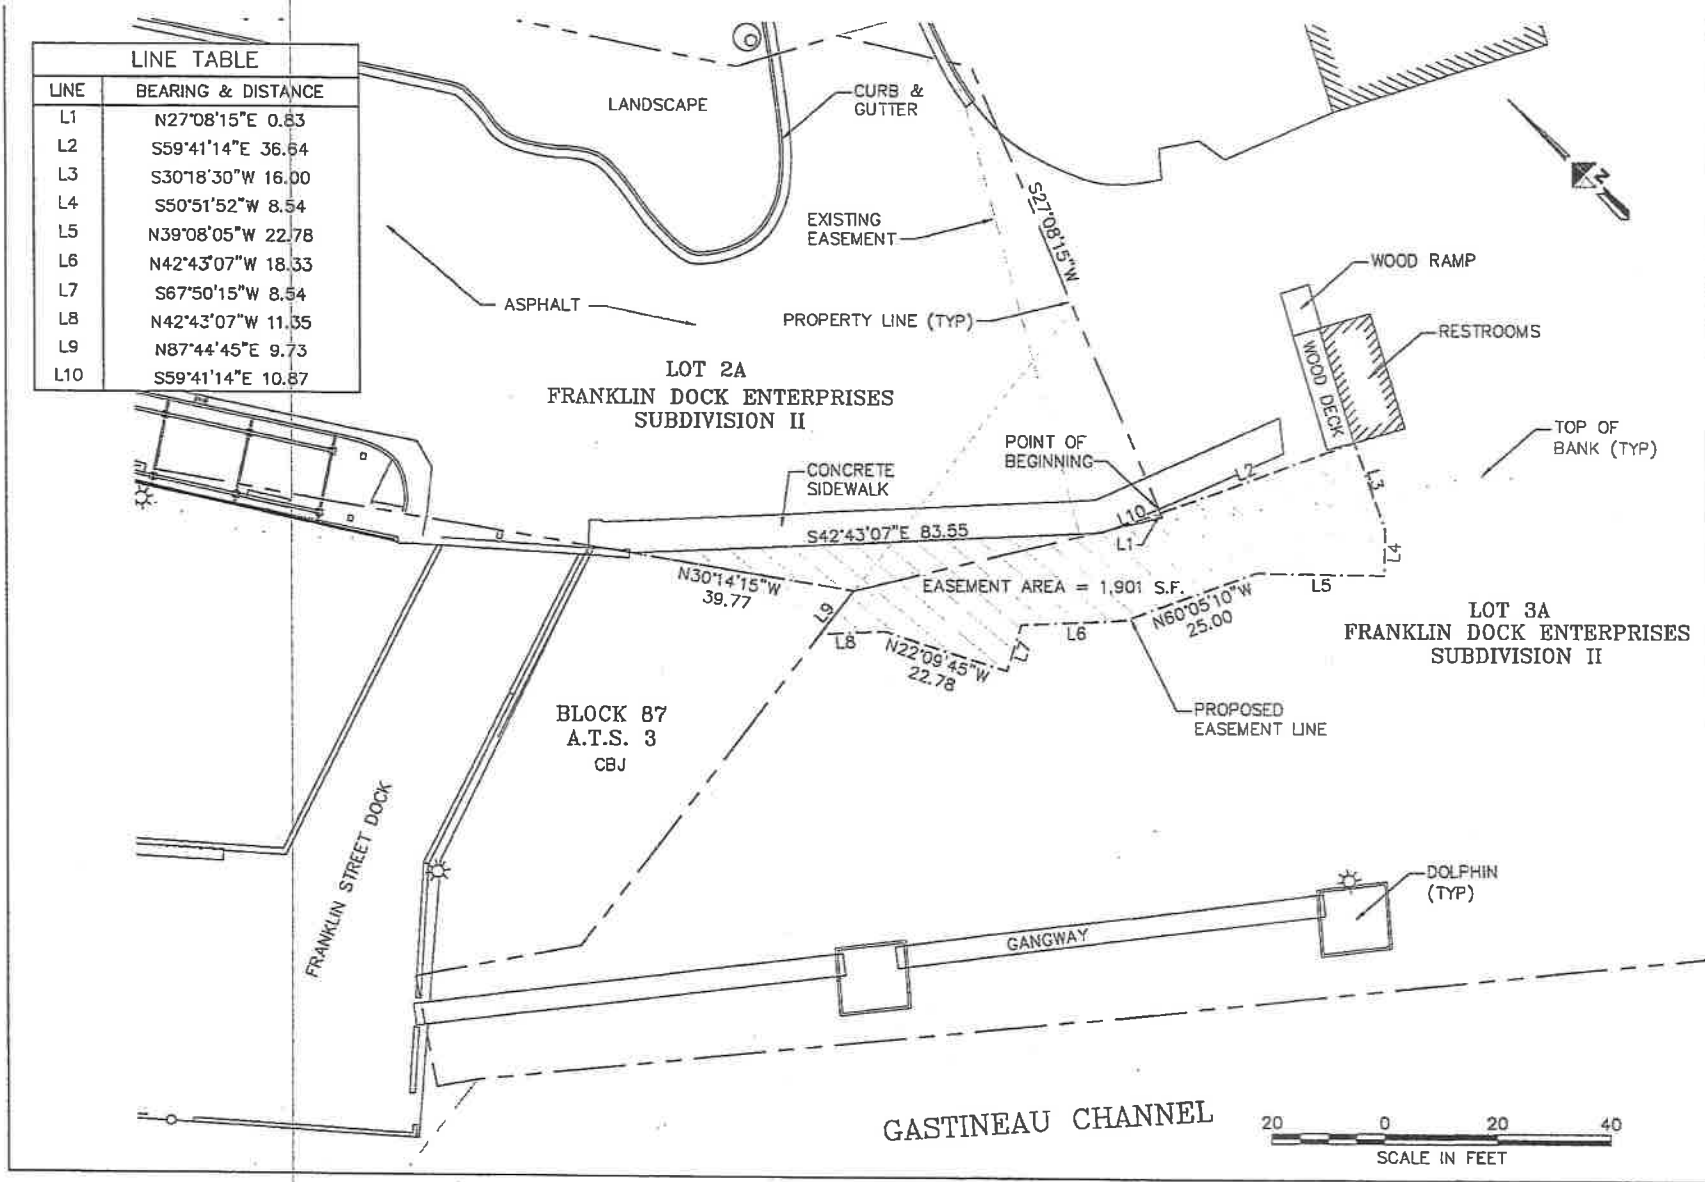 LINE TABLE
LINE BEARING & DISTANCE
L1 N27°08'15"E 0.83
L2 S59°41'14"E 36.64
L3 S30°18'30"W 16.00
L4 S50°51'52"W 8.54
L5 N39°08'05"W 22.78
L6 N42°43'07"W 18.33
L7 S67°50'15"W 8.54
L8 N42°43'07"W 11.35
L9 N87°44'45"E 9.73
L10 S59°41'14"E 10.87
LANDSCAPE
CURB &
GUTTER
N
EXISTING
EASEMENT
S27°08'15"W
ASPHALT
PROPERTY LINE (TYP)
WOOD RAMP
RESTROOMS
WOOD DECK
LOT 2A
FRANKLIN DOCK ENTERPRISES
SUBDIVISION II
POINT OF
BEGINNING
TOP OF
BANK (TYP)
CONCRETE
SIDEWALK
L2
L3
L10
L1
S42°43'07"E 83.55
L4
N30°14'15"W
39.77
EASEMENT AREA = 1,901 S.F.
L5
L9
L8
N22°09'45"W
22.78
L7
L6
N60°05'10"W
25.00
LOT 3A
FRANKLIN DOCK ENTERPRISES
SUBDIVISION II
BLOCK 87
A.T.S. 3
CBJ
PROPOSED
EASEMENT LINE
FRANKLIN STREET DOCK
DOLPHIN
(TYP)
GANGWAY
GASTINEAU CHANNEL
20 0 20 40
SCALE IN FEET